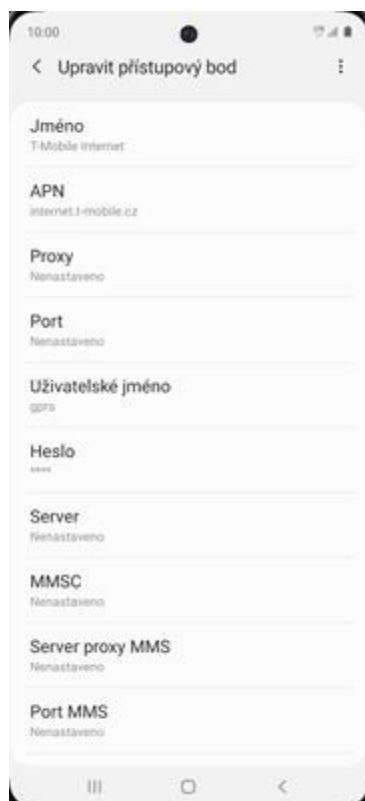 10:00
Upravit přístupový bod
Jméno
T-Mobile internet
APN
internet.t-mobile.cz
Proxy
Nenastaveno
Port
Nenastaveno
Uživatelské jméno
gprs
Heslo
****
Server
Nenastaveno
MMSC
Nenastaveno
Server proxy MMS
Nenastaveno
Port MMS
Nenastaveno